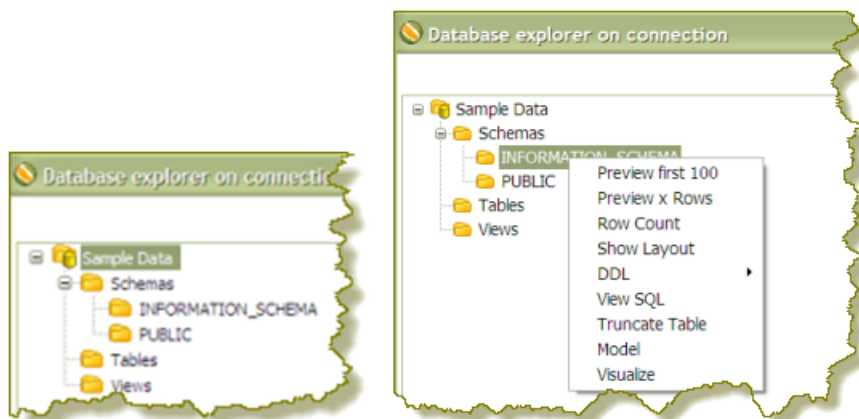 Database explorer on connectio
Sample Data
Schemas
INFORMATION_SCHEMA
PUBLIC
Tables
Views
Database explorer on connection
Sample Data
Schemas
INFORMATION_SCHEMA
PUBLIC
Tables
Views
Preview first 100
Preview x Rows
Row Count
Show Layout
DDL
View SQL
Truncate Table
Model
Visualize